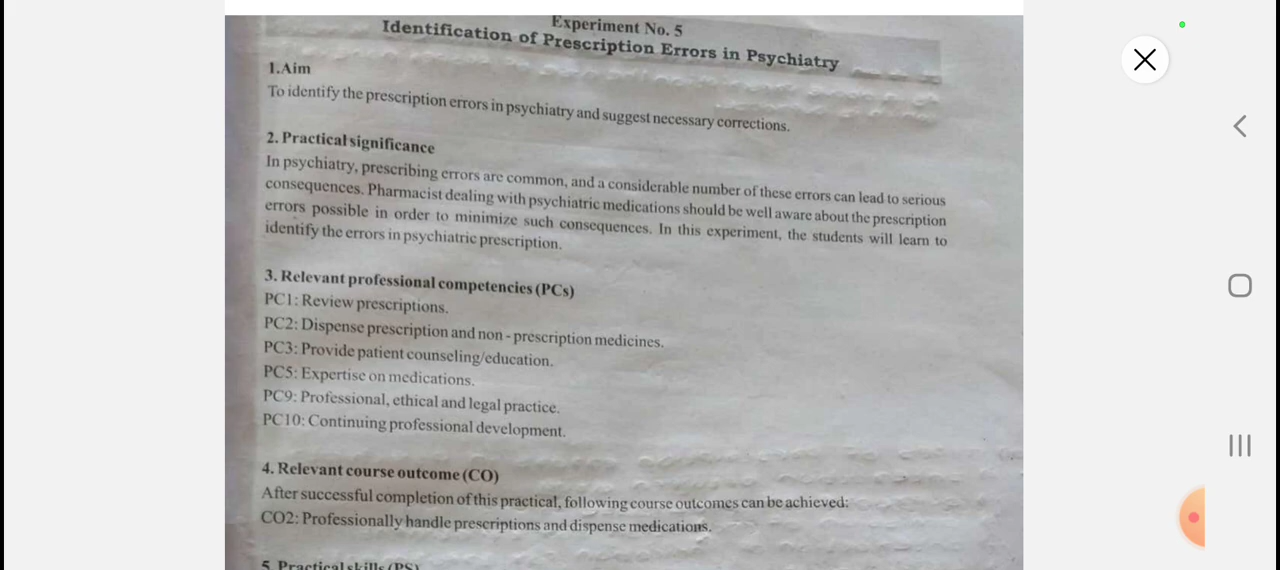 Experiment No. 5
Identification of Prescription Errors in Psychiatry
1.Aim
To identify the prescription errors in psychiatry and suggest necessary corrections.
2. Practical significance
In psychiatry, prescribing errors are common, and a considerable number of these errors can lead to serious
consequences. Pharmacist dealing with psychiatric medications should be well aware about the prescription
errors possible in order to minimize such consequences. In this experiment, the students will learn to
identify the errors in psychiatric prescription.
3. Relevant professional competencies (PCs)
PC1: Review prescriptions.
PC2: Dispense prescription and non - prescription medicines.
PC3: Provide patient counseling/education.
PC5: Expertise on medications.
PC9: Professional, ethical and legal practice.
PC10: Continuing professional development.
4. Relevant course outcome (CO)
After successful completion of this practical, following course outcomes can be achieved:
CO2: Professionally handle prescriptions and dispense medications.
5. Practical skills (PS)